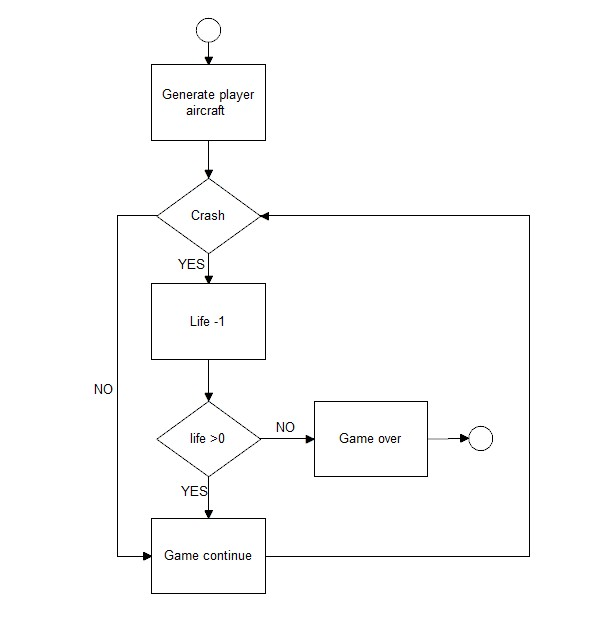 Generate player
aircraft
Crash
YES
Life -1
NO
life >0
NO
Game over
YES
Game continue